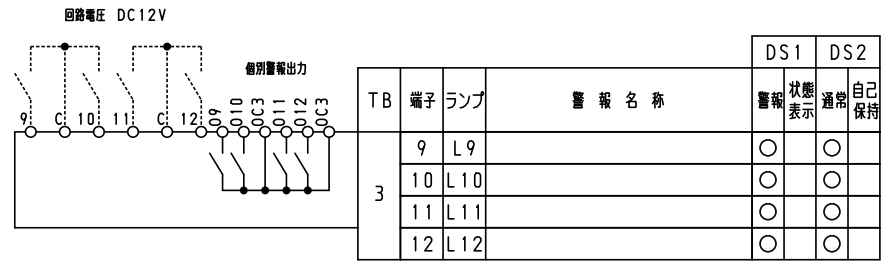 回路電圧 DC12V
個別警報出力
9 C 10 11 C 12 O9 O10 OC3 O11 O12 OC3
DS1 DS2
TB 端子 ランプ 警報名称 警報 状態表示 通常 自己保持
3
9 L9 ○ ○
10 L10 ○ ○
11 L11 ○ ○
12 L12 ○ ○